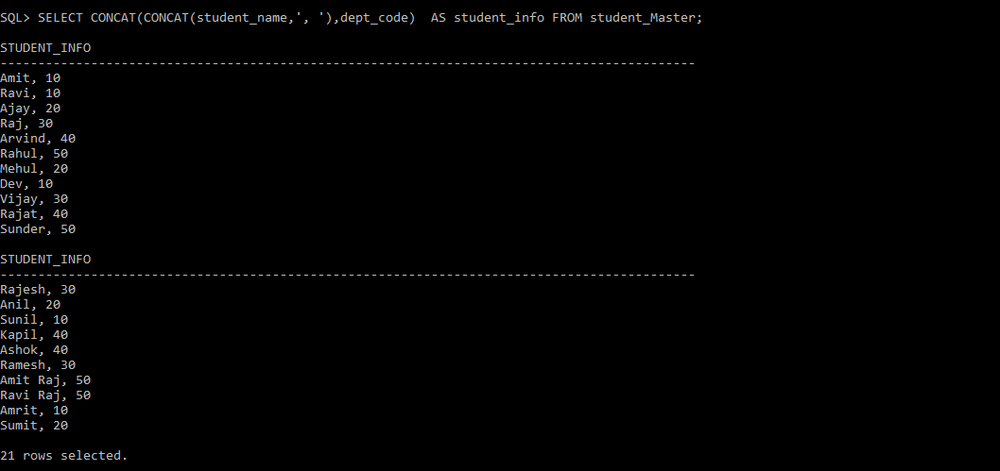 SQL> SELECT CONCAT(CONCAT(student_name,', '),dept_code)  AS student_info FROM student_Master;
STUDENT_INFO
--------------------------------------------------------------------------------------------
Amit, 10
Ravi, 10
Ajay, 20
Raj, 30
Arvind, 40
Rahul, 50
Mehul, 20
Dev, 10
Vijay, 30
Rajat, 40
Sunder, 50
STUDENT_INFO
--------------------------------------------------------------------------------------------
Rajesh, 30
Anil, 20
Sunil, 10
Kapil, 40
Ashok, 40
Ramesh, 30
Amit Raj, 50
Ravi Raj, 50
Amrit, 10
Sumit, 20
21 rows selected.